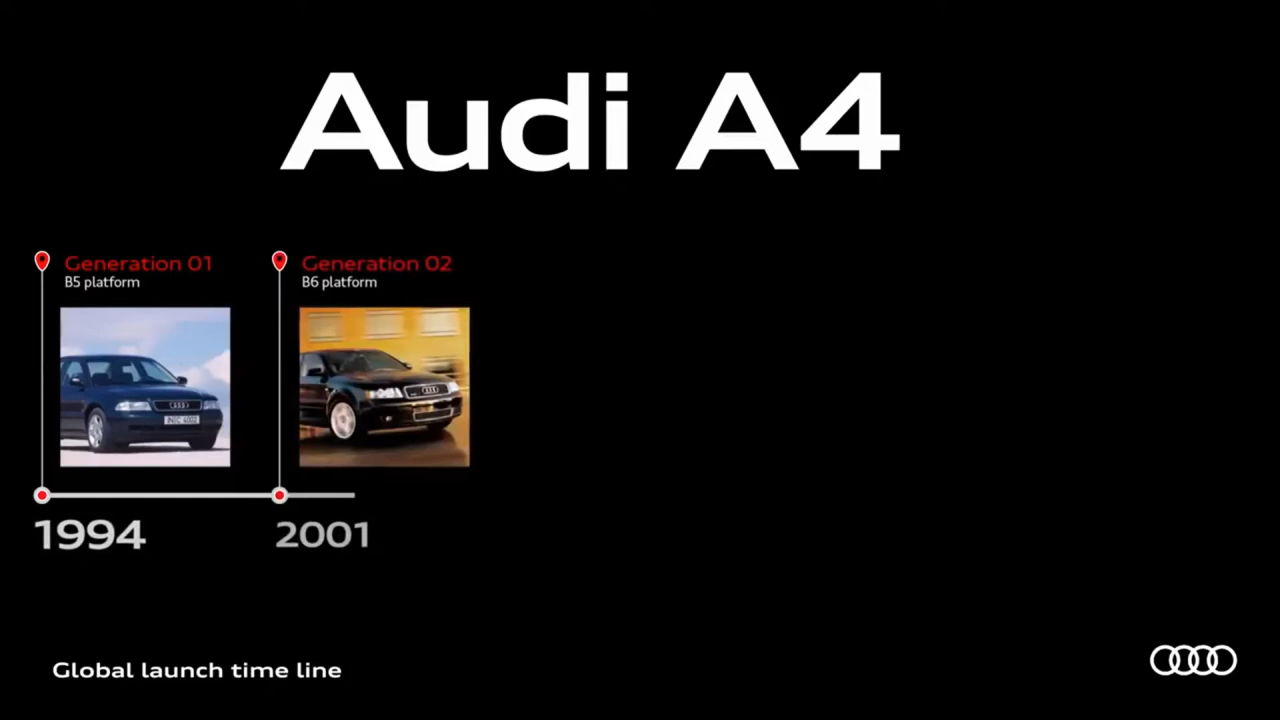 Audi A4
Generation 01
B5 platform
Generation 02
B6 platform
1994
2001
Global launch time line